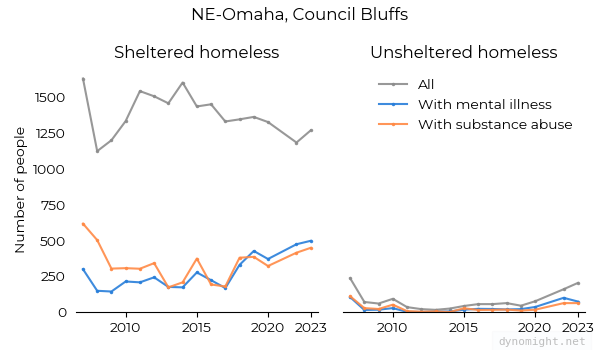 NE-Omaha, Council Bluffs
Sheltered homeless
Unsheltered homeless
Number of people
1500
1250
1000
750
500
250
0
2010
2015
2020
2023
All
With mental illness
With substance abuse
2010
2015
2020
2023
dynomight.net